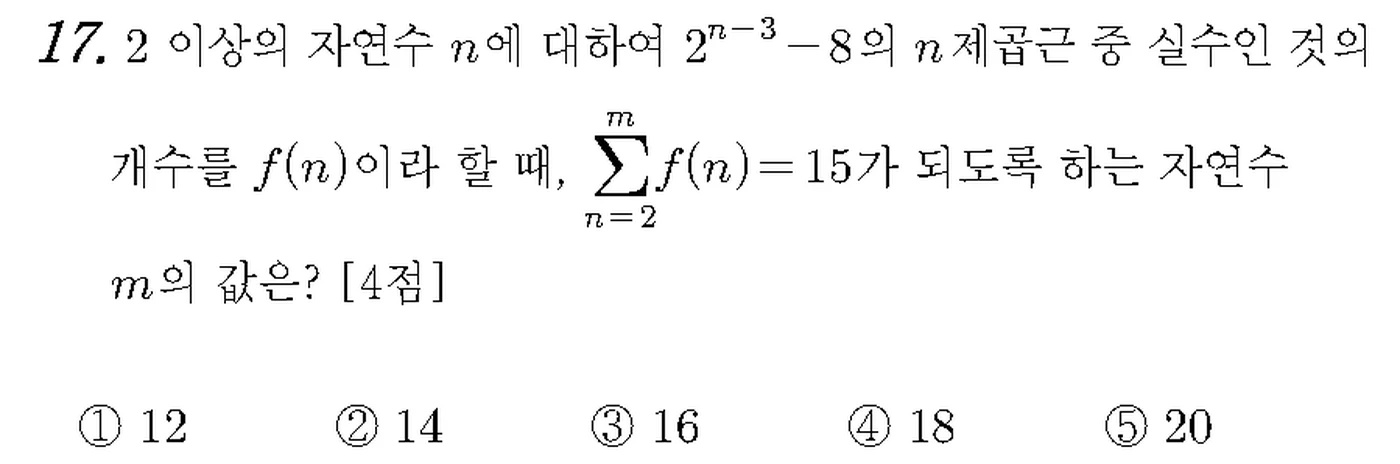 17. 2 이상의 자연수 n에 대하여 2^{n-3}-8의 n제곱근 중 실수인 것의
개수를 f(n)이라 할 때, \sum_{n=2}^{m} f(n)=15가 되도록 하는 자연수
m의 값은? [4점]
① 12 ② 14 ③ 16 ④ 18 ⑤ 20